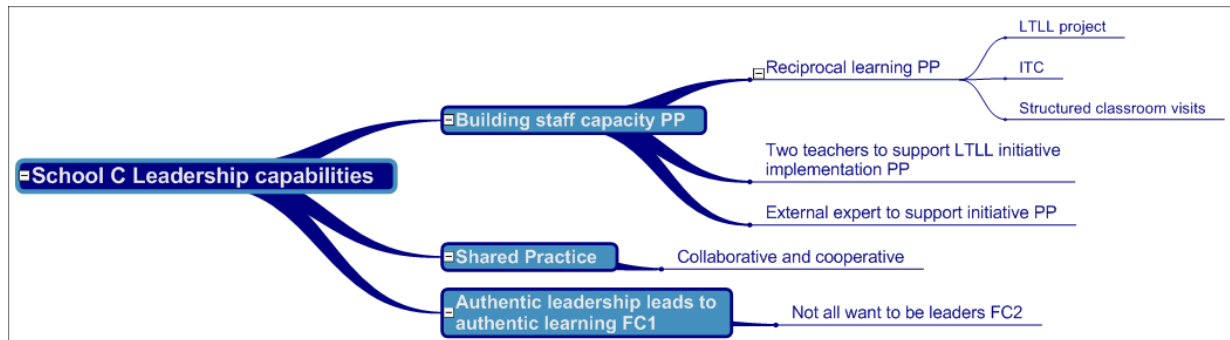 School C Leadership capabilities
Building staff capacity PP
Reciprocal learning PP
LTLL project
ITC
Structured classroom visits
Two teachers to support LTLL initiative
implementation PP
External expert to support initiative PP
Shared Practice
Collaborative and cooperative
Authentic leadership leads to
authentic learning FC1
Not all want to be leaders FC2